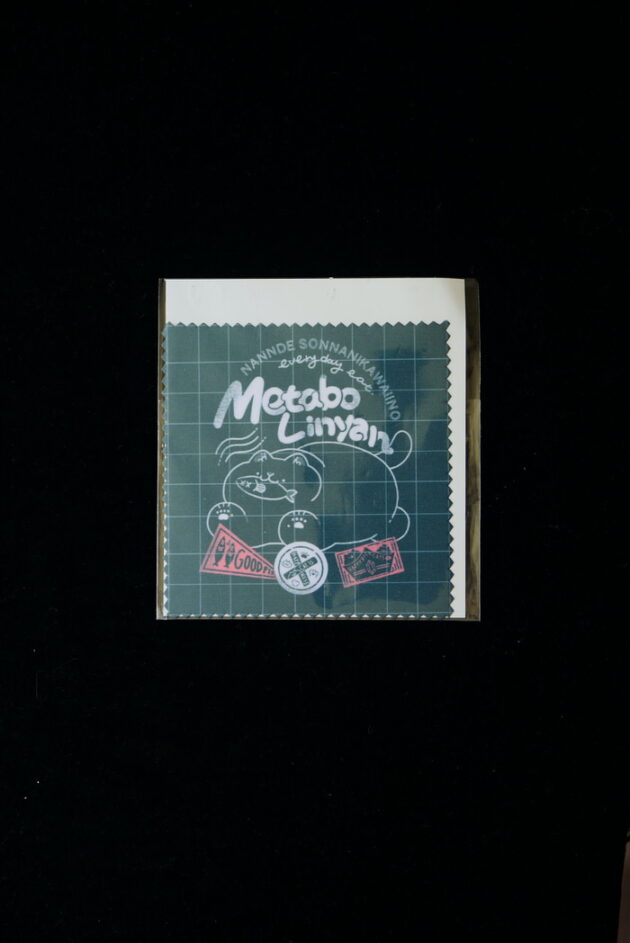 NANNDE SONNANIKAWAIINO
everyday eat.
Metabo
Linyan
GOOD